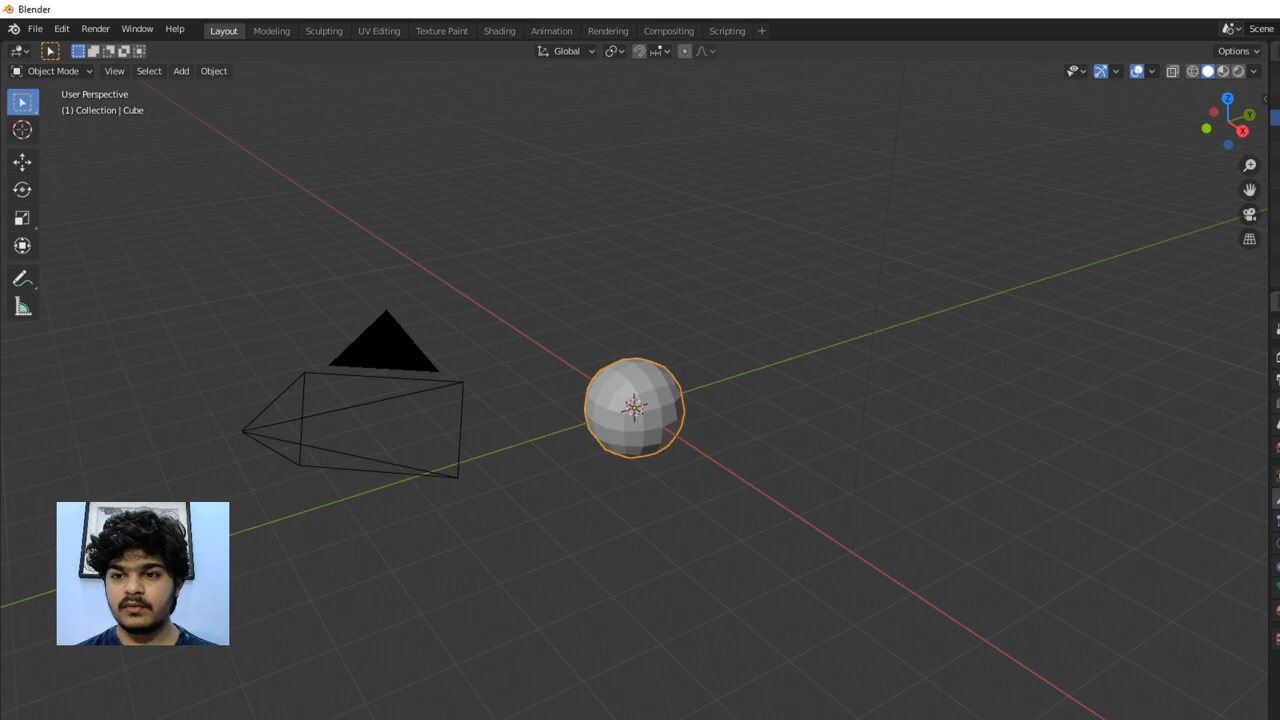 Blender
File Edit Render Window Help Layout Modeling Sculpting UV Editing Texture Paint Shading Animation Rendering Compositing Scripting + Scene
Global Options
Object Mode View Select Add Object
User Perspective
(1) Collection | Cube
Z
Y
X